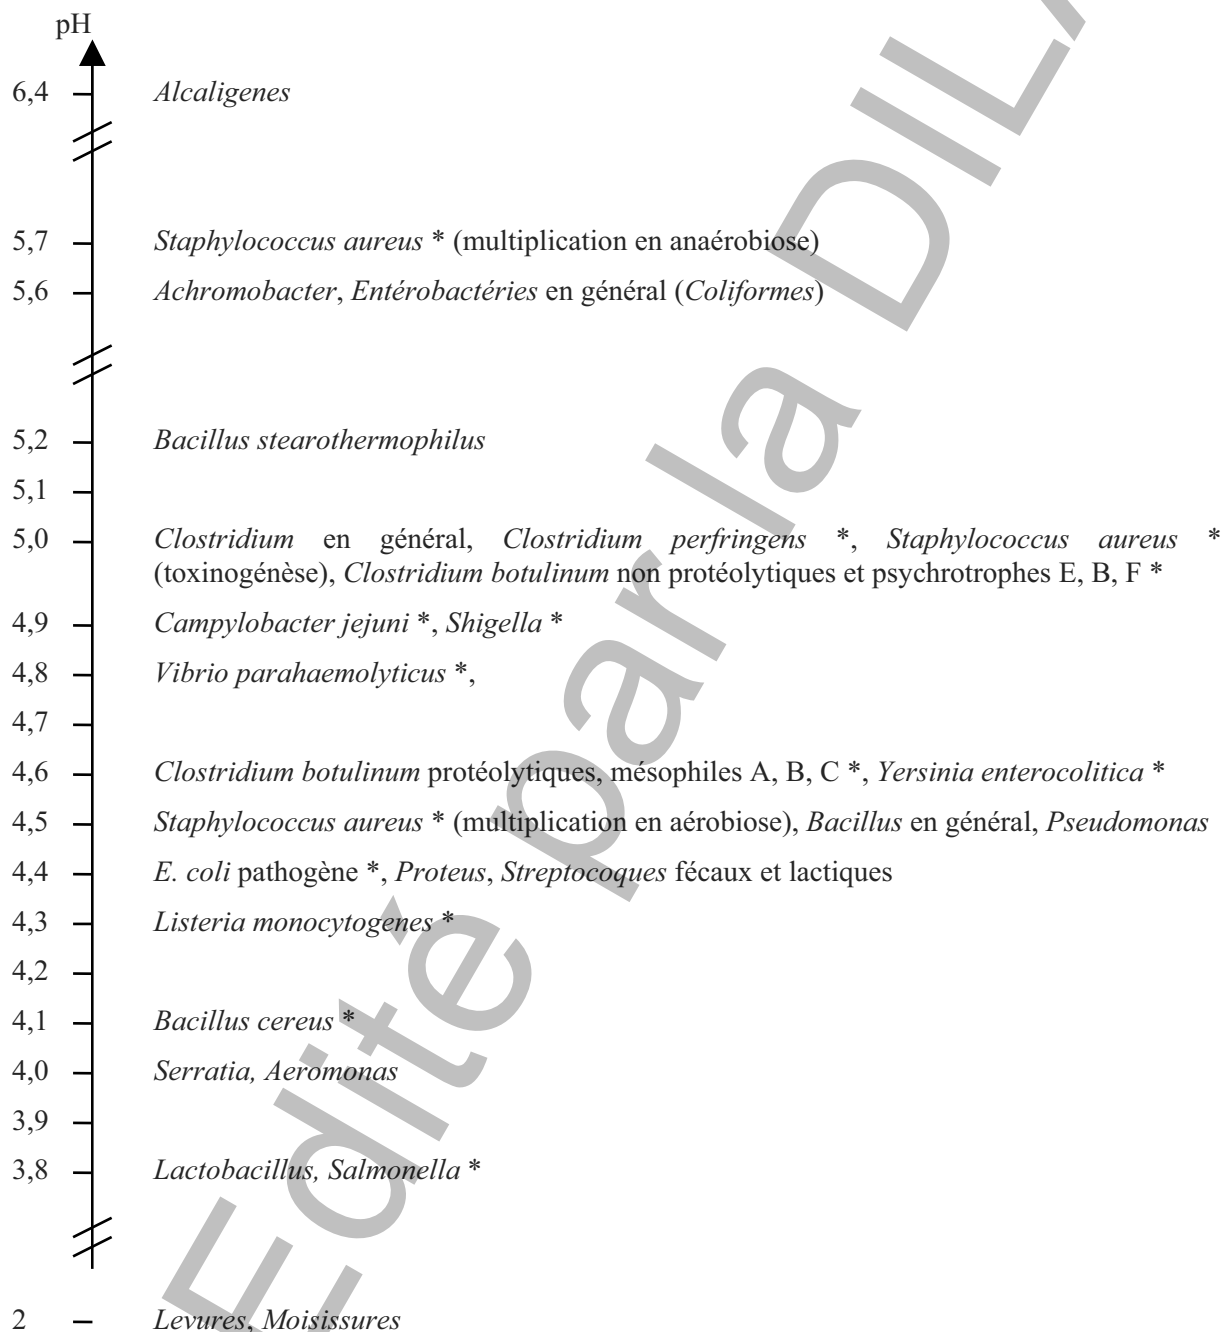 pH
6,4 Alcaligenes
5,7 Staphylococcus aureus * (multiplication en anaérobiose)
5,6 Achromobacter, Entérobactéries en général (Coliformes)
5,2 Bacillus stearothermophilus
5,1
5,0 Clostridium en général, Clostridium perfringens *, Staphylococcus aureus *
(toxinogénèse), Clostridium botulinum non protéolytiques et psychrotrophes E, B, F *
4,9 Campylobacter jejuni *, Shigella *
4,8 Vibrio parahaemolyticus *,
4,7
4,6 Clostridium botulinum protéolytiques, mésophiles A, B, C *, Yersinia enterocolitica *
4,5 Staphylococcus aureus * (multiplication en aérobiose), Bacillus en général, Pseudomonas
4,4 E. coli pathogène *, Proteus, Streptocoques fécaux et lactiques
4,3 Listeria monocytogenes *
4,2
4,1 Bacillus cereus *
4,0 Serratia, Aeromonas
3,9
3,8 Lactobacillus, Salmonella *
2 Levures, Moisissures
Edité par la DILA